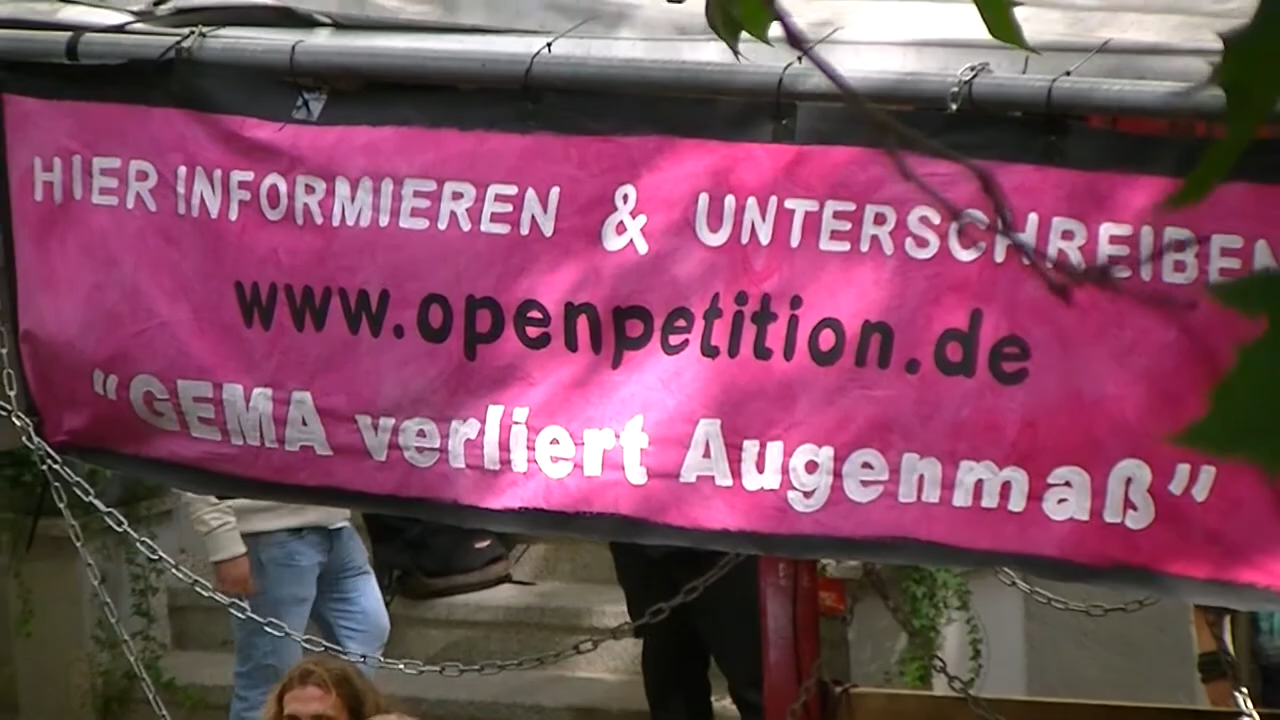 HIER INFORMIEREN & UNTERSCHREIBEN
www.openpetition.de
“GEMA verliert Augenmaß”